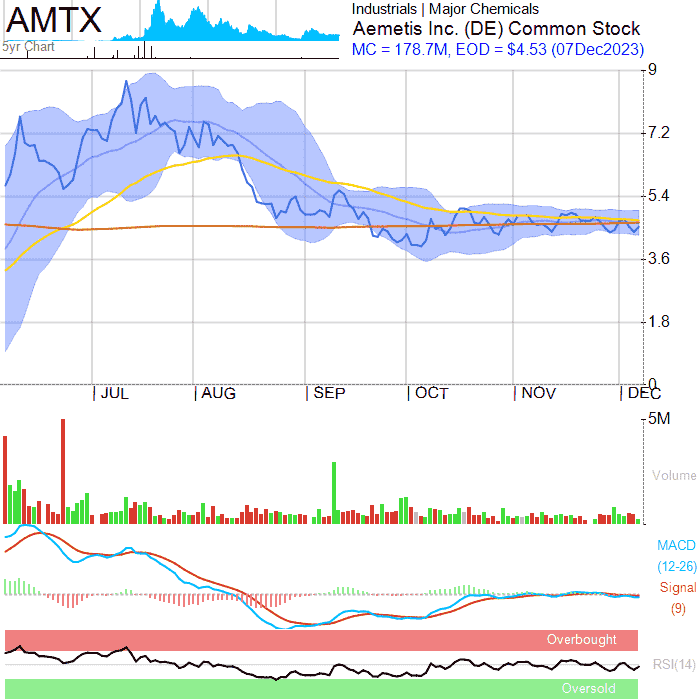 AMTX
5yr Chart
Industrials | Major Chemicals
Aemetis Inc. (DE) Common Stock
MC = 178.7M, EOD = $4.53 (07Dec2023)
9
7.2
5.4
3.6
1.8
0
JUL
AUG
SEP
OCT
NOV
DEC
5M
Volume
MACD
(12-26)
Signal
(9)
Overbought
RSI(14)
Oversold